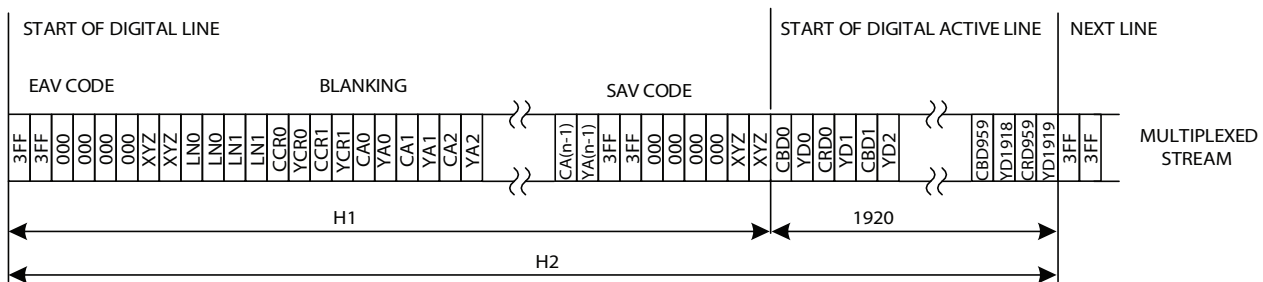 START OF DIGITAL LINE START OF DIGITAL ACTIVE LINE NEXT LINE
EAV CODE BLANKING SAV CODE
3FF 3FF 000 000 000 000 XYZ XYZ LN0 LN0 LN1 LN1 CCR0 YCR0 CCR1 YCR1 CA0 YA0 CA1 YA1 CA2 YA2 CA(n-1) YA(n-1) 3FF 3FF 000 000 000 000 XYZ XYZ CBD0 YD0 CRD0 YD1 CBD1 YD2 CBD959 YD1918 CRD959 YD1919 3FF 3FF
MULTIPLEXED
STREAM
H1 1920
H2